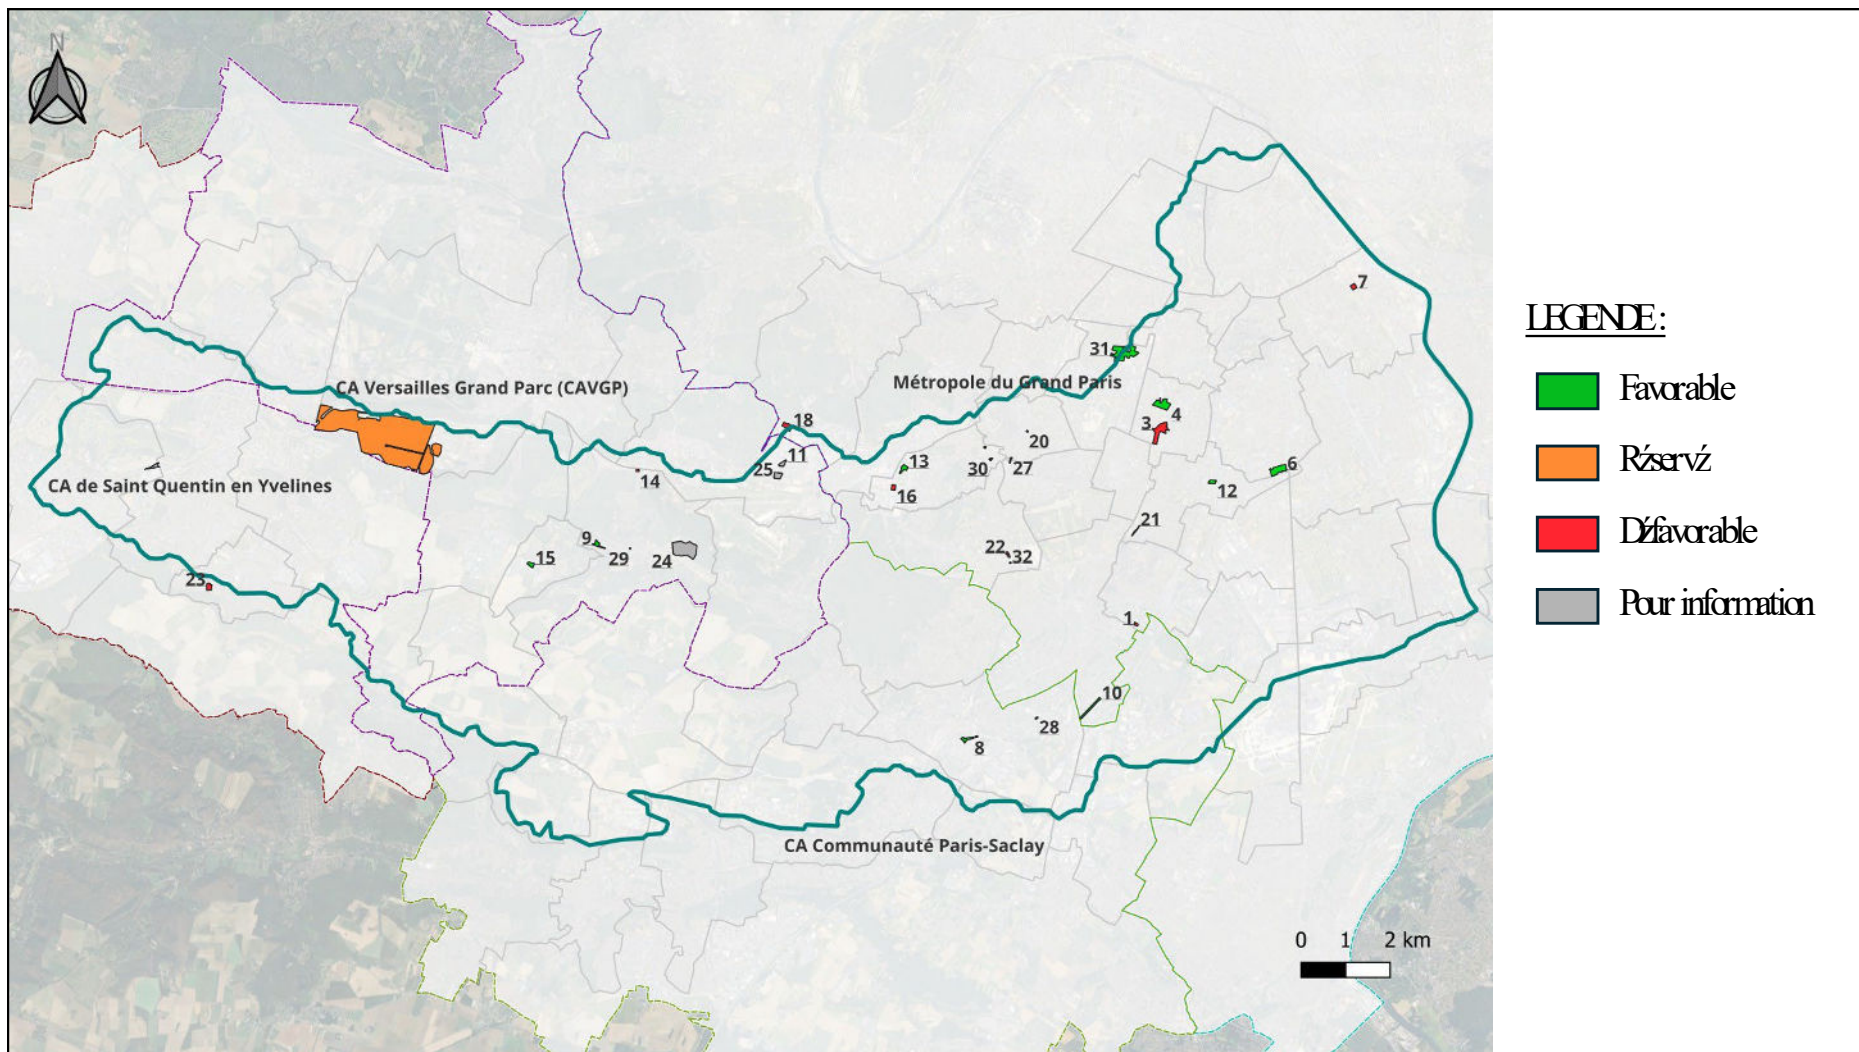 N
7
31
Métropole du Grand Paris
CA Versailles Grand Parc (CAVGP)
4
3
18
20
11
13
25
30
27
6
14
CA de Saint Quentin en Yvelines
16
12
21
9
29
24
15
22
32
23
1
10
28
8
CA Communauté Paris-Saclay
0 1 2 km
LEGENDE :
Favorable
Rźservź
Dźfavorable
Pour information